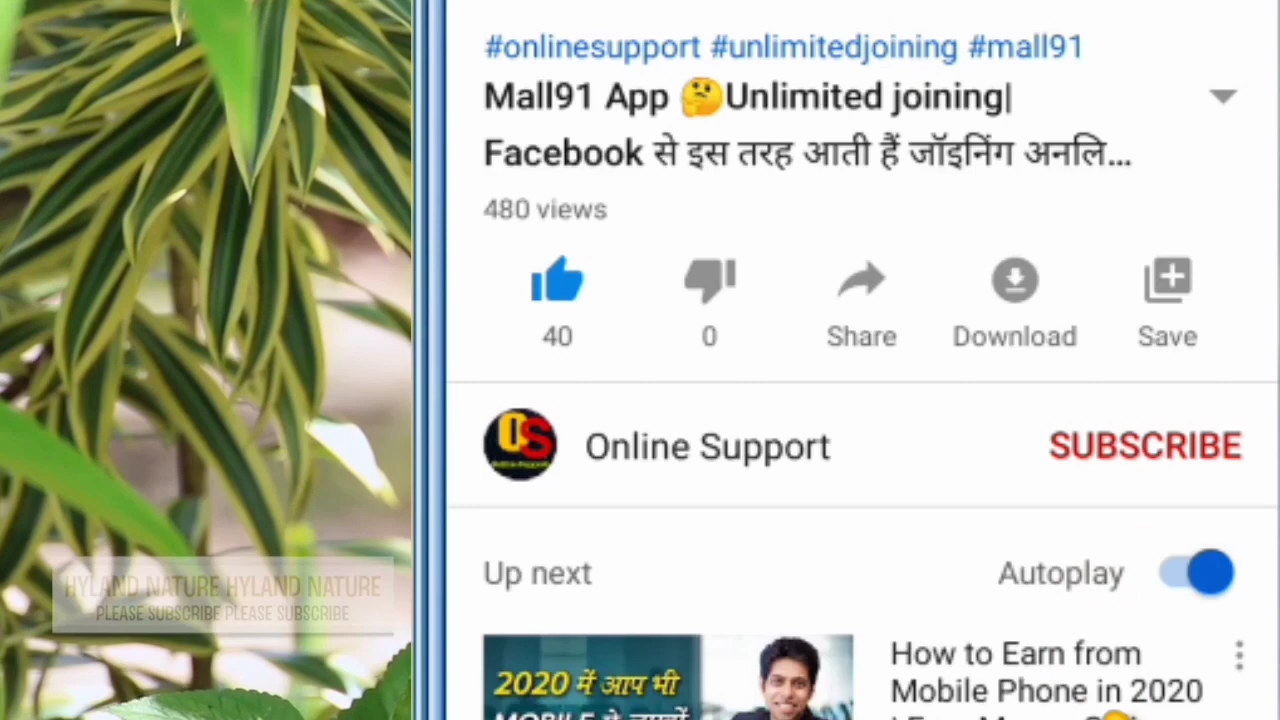 #onlinesupport #unlimitedjoining #mall91
Mall91 App 🤔Unlimited joining|
Facebook से इस तरह आती हैं जॉइनिंग अनलि...
480 views
40
0
Share
Download
Save
OS
Online Support
SUBSCRIBE
Up next
Autoplay
2020 में आप भी
How to Earn from
Mobile Phone in 2020
HYLAND NATURE HYLAND NATURE
PLEASE SUBSCRIBE PLEASE SUBSCRIBE